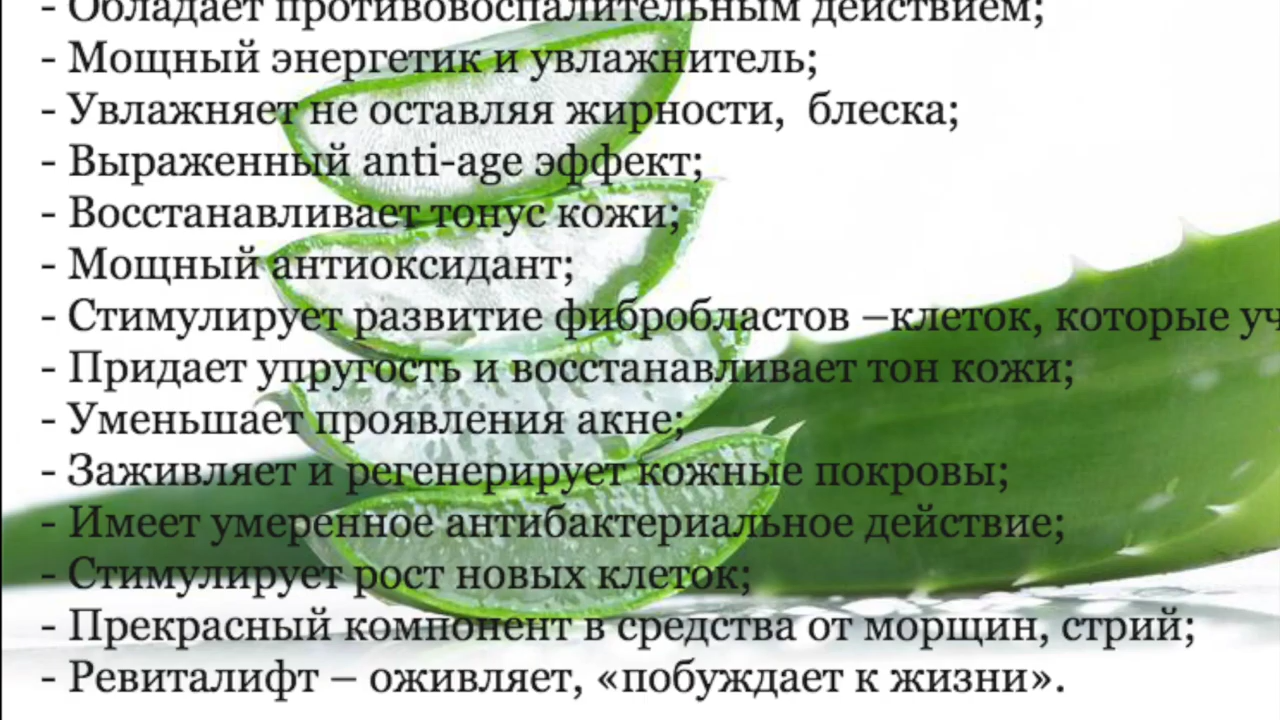 - Обладает противовоспалительным действием;
- Мощный энергетик и увлажнитель;
- Увлажняет не оставляя жирности,  блеска;
- Выраженный anti-age эффект;
- Восстанавливает тонус кожи;
- Мощный антиоксидант;
- Стимулирует развитие фибробластов –клеток, которые уч
- Придает упругость и восстанавливает тон кожи;
- Уменьшает проявления акне;
- Заживляет и регенерирует кожные покровы;
- Имеет умеренное антибактериальное действие;
- Стимулирует рост новых клеток;
- Прекрасный компонент в средства от морщин, стрий;
- Ревиталифт – оживляет, «побуждает к жизни».